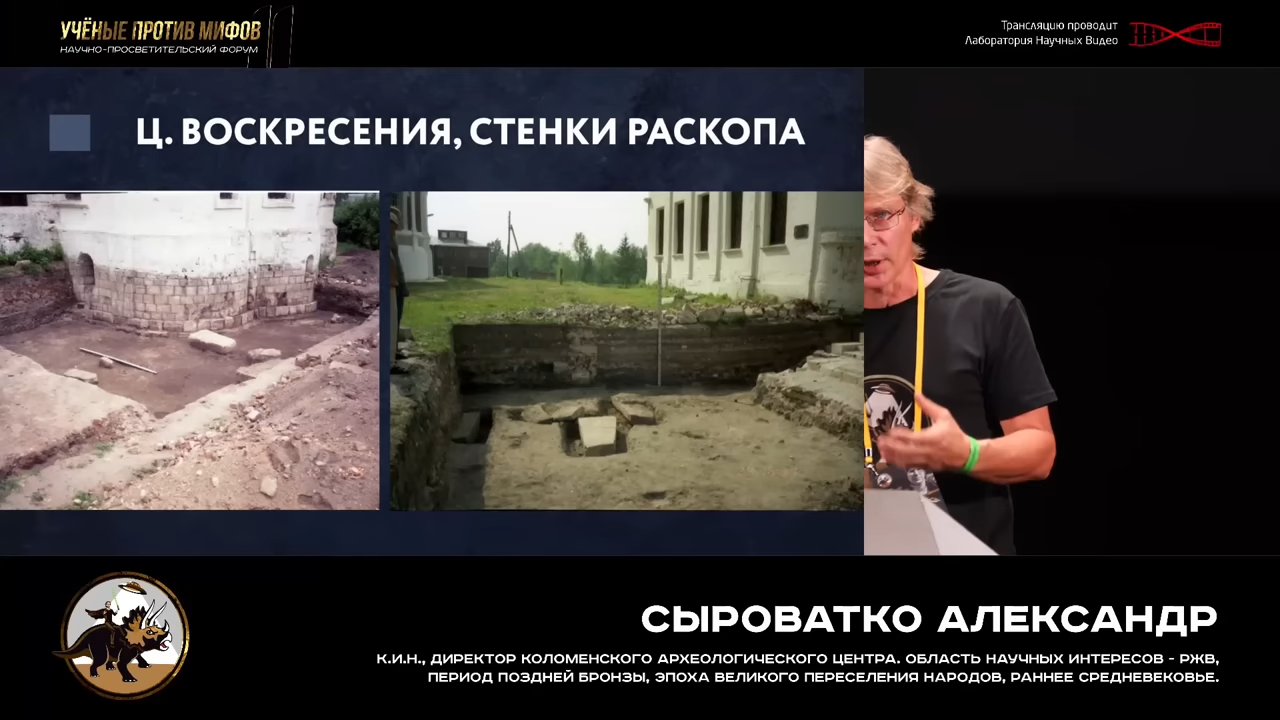 УЧЁНЫЕ ПРОТИВ МИФОВ 11
НАУЧНО-ПРОСВЕТИТЕЛЬСКИЙ ФОРУМ
Трансляцию проводит
Лаборатория Научных Видео
Ц. ВОСКРЕСЕНИЯ, СТЕНКИ РАСКОПА
СЫРОВАТКО АЛЕКСАНДР
К.И.Н., ДИРЕКТОР КОЛОМЕНСКОГО АРХЕОЛОГИЧЕСКОГО ЦЕНТРА. ОБЛАСТЬ НАУЧНЫХ ИНТЕРЕСОВ - РЖВ,
ПЕРИОД ПОЗДНЕЙ БРОНЗЫ, ЭПОХА ВЕЛИКОГО ПЕРЕСЕЛЕНИЯ НАРОДОВ, РАННЕЕ СРЕДНЕВЕКОВЬЕ.